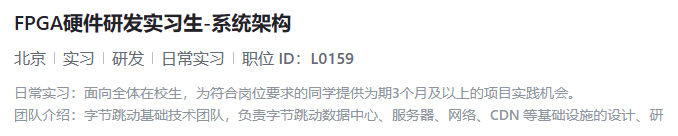 FPGA硬件研发实习生-系统架构
北京 | 实习 | 研发 | 日常实习 | 职位 ID：L0159
日常实习：面向全体在校生，为符合岗位要求的同学提供为期3个月及以上的项目实践机会。
团队介绍：字节跳动基础技术团队，负责字节跳动数据中心、服务器、网络、CDN 等基础设施的设计、研